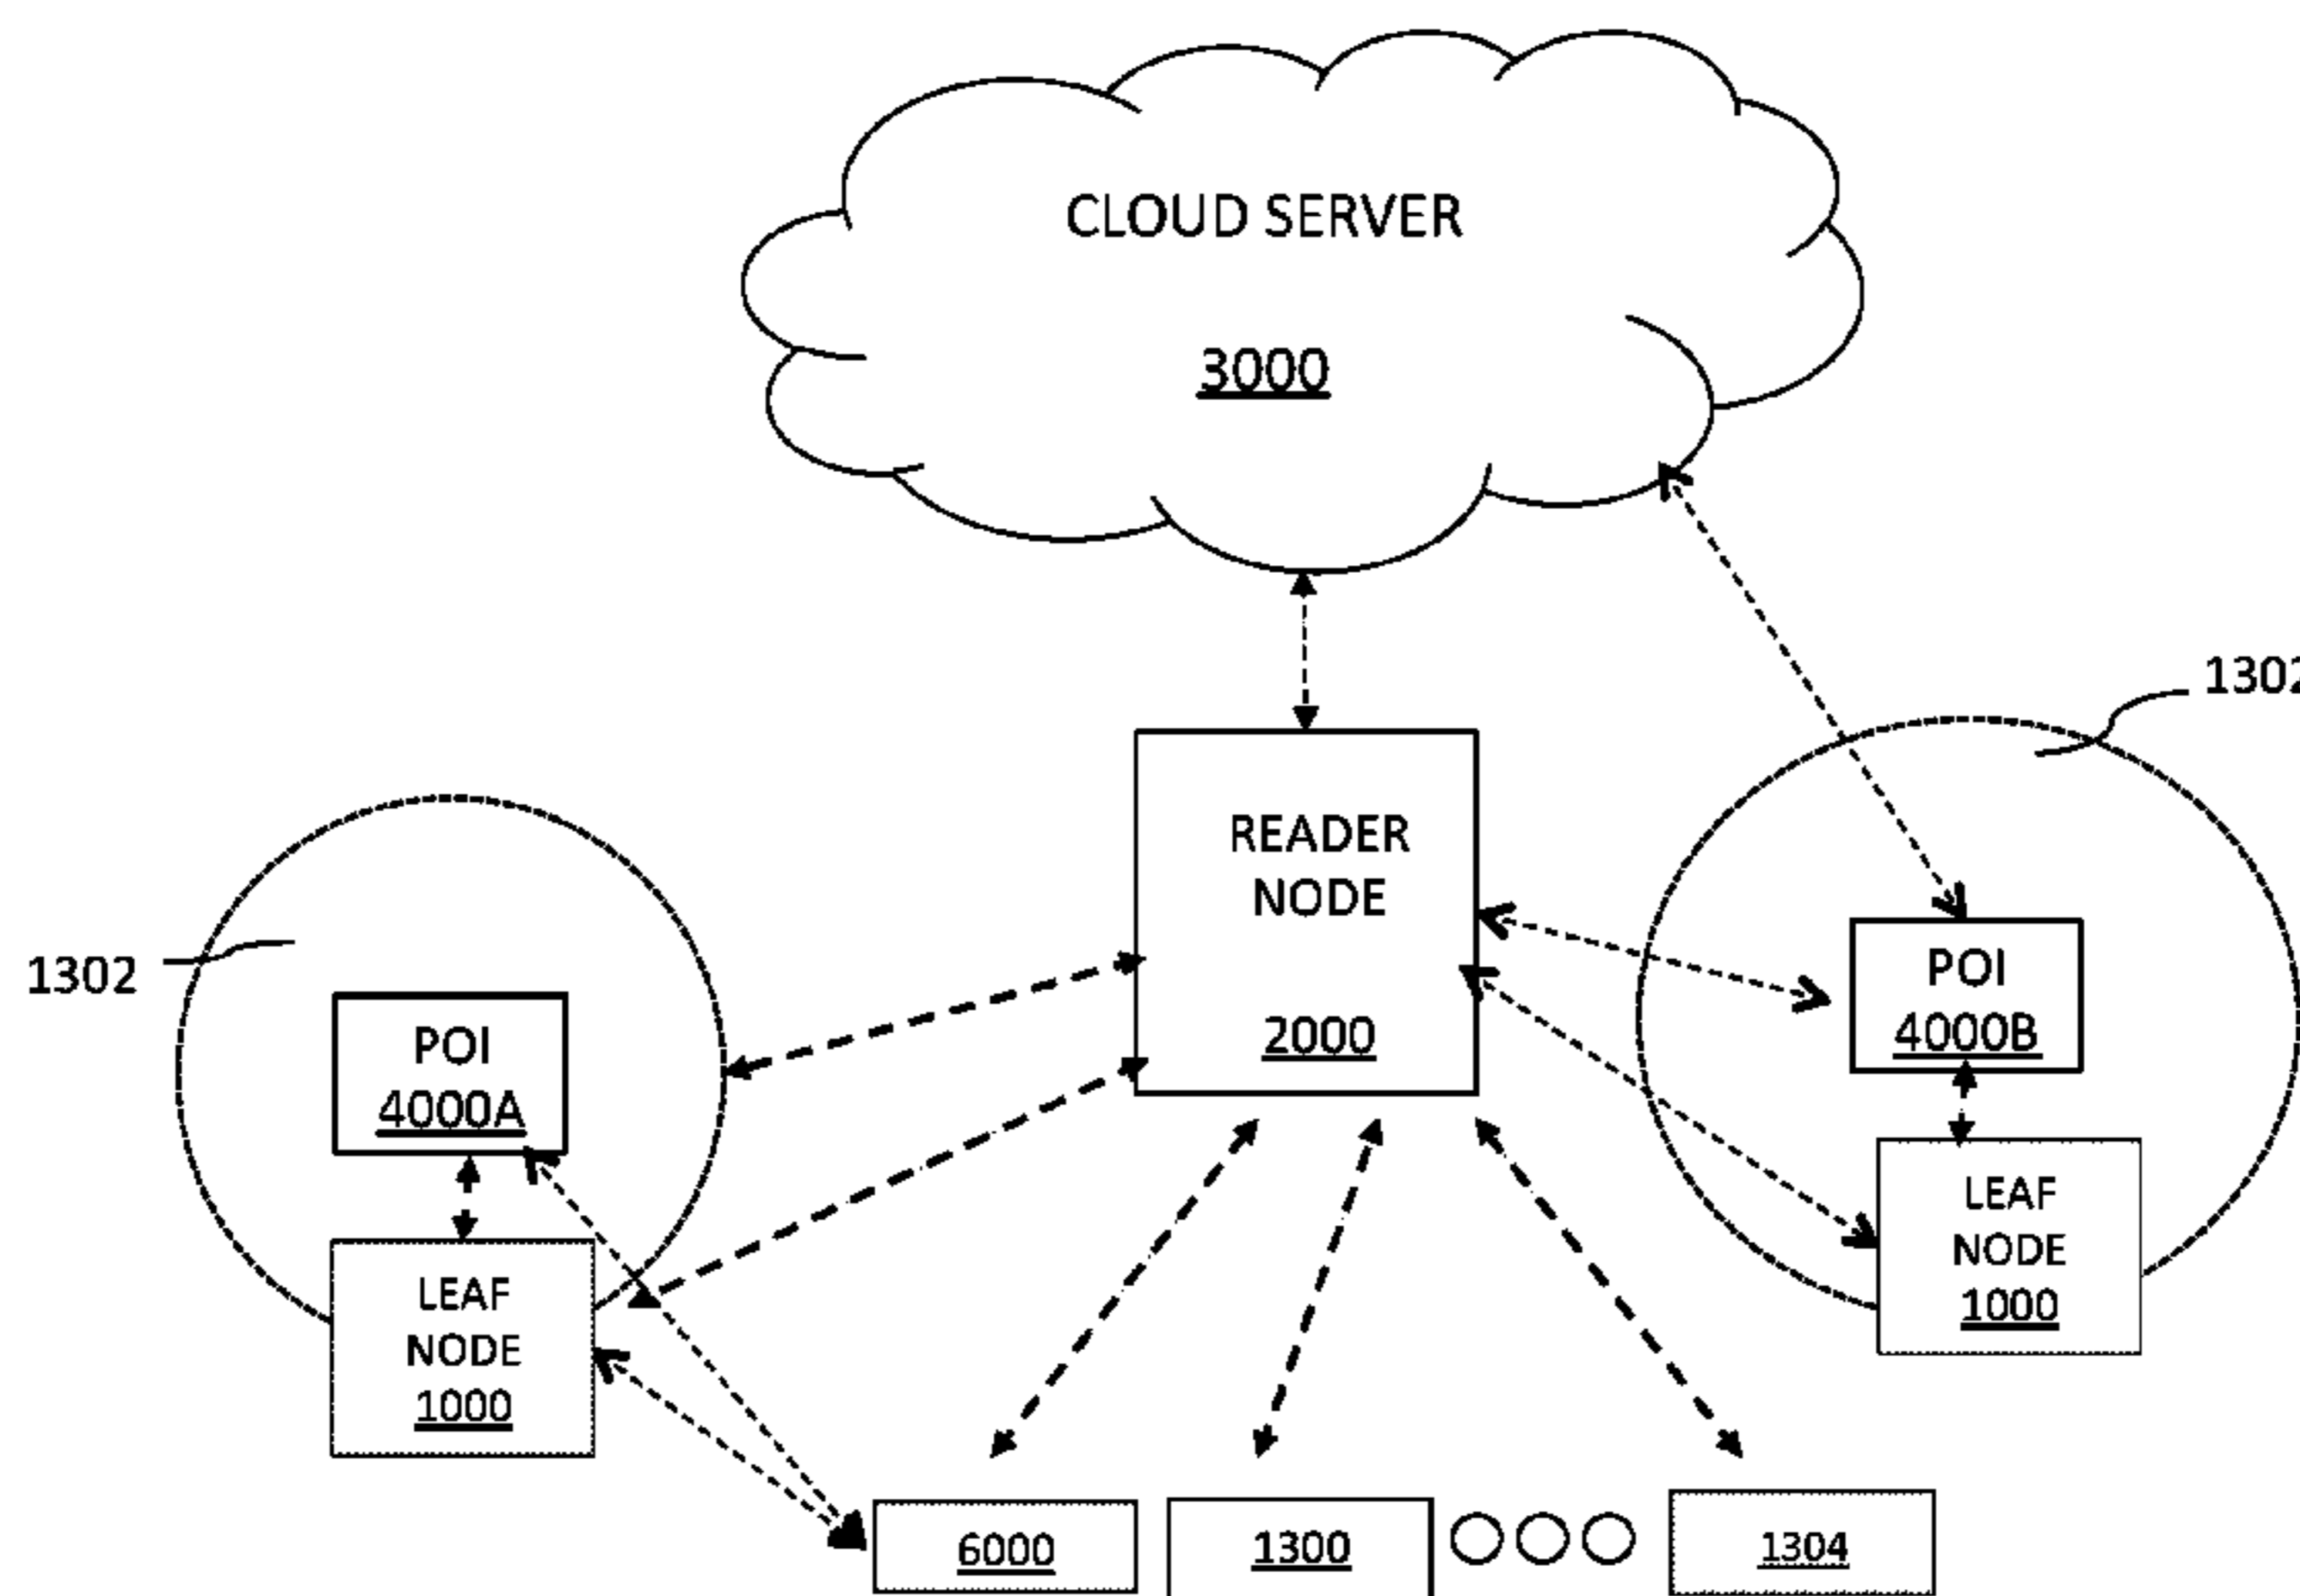 CLOUD SERVER
3000
1302
READER
NODE
2000
1302
POI
4000A
POI
4000B
LEAF
NODE
1000
LEAF
NODE
1000
6000
1300
1304